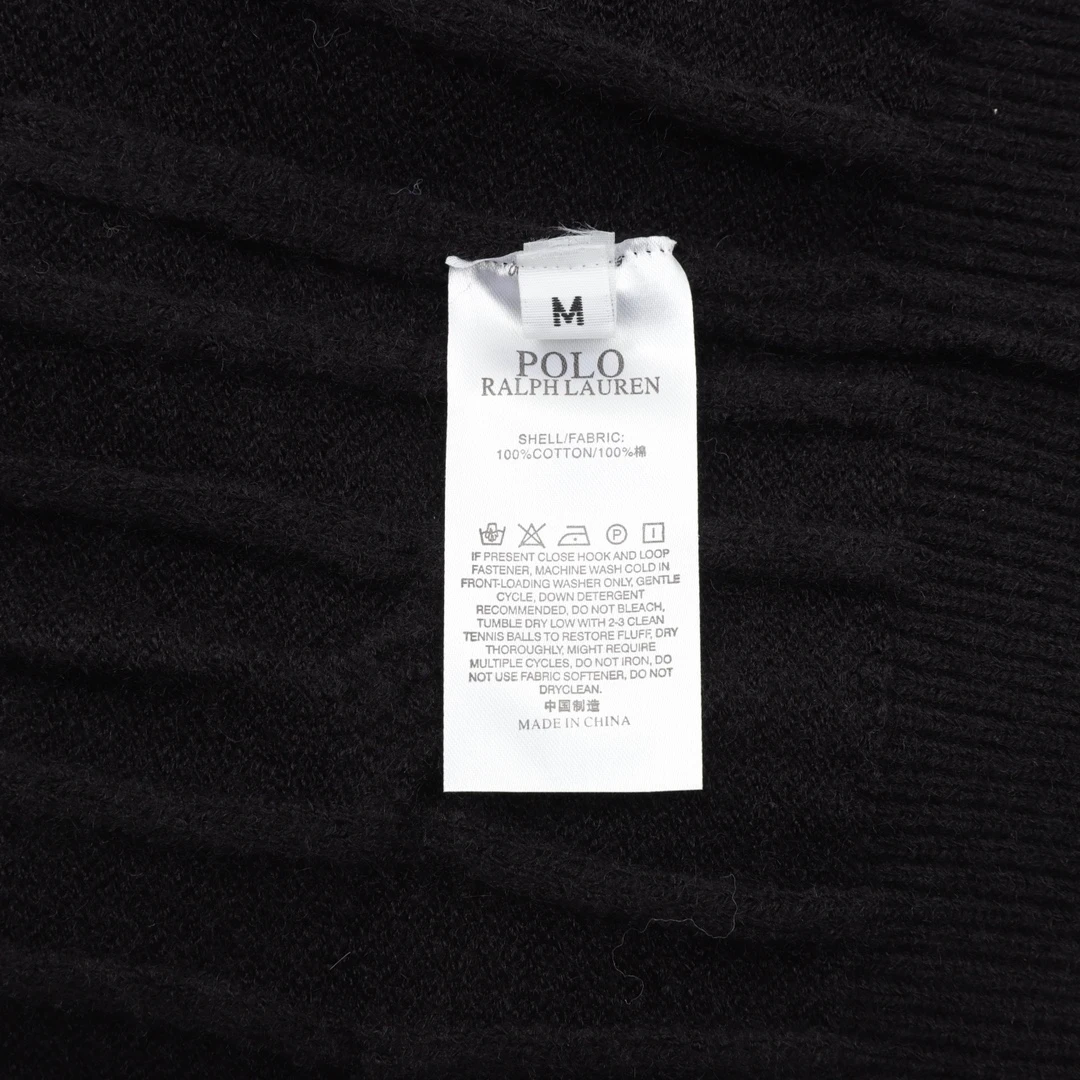 M
POLO
RALPH LAUREN
SHELL/FABRIC:
100%COTTON/100%棉
P
IF PRESENT CLOSE HOOK AND LOOP
FASTENER, MACHINE WASH COLD IN
FRONT-LOADING WASHER ONLY, GENTLE
CYCLE, DOWN DETERGENT
RECOMMENDED, DO NOT BLEACH,
TUMBLE DRY LOW WITH 2-3 CLEAN
TENNIS BALLS TO RESTORE FLUFF, DRY
THOROUGHLY, MIGHT REQUIRE
MULTIPLE CYCLES, DO NOT IRON, DO
NOT USE FABRIC SOFTENER, DO NOT
DRYCLEAN.
中国制造
MADE IN CHINA